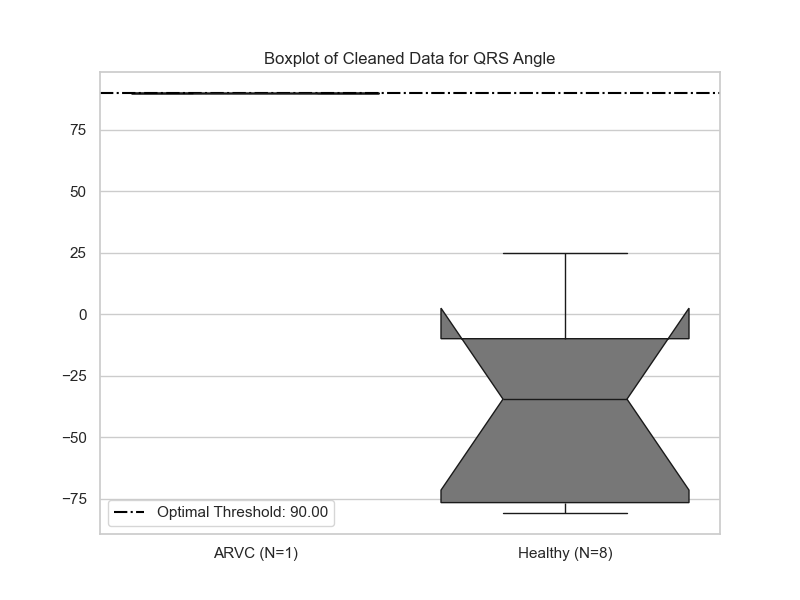 Boxplot of Cleaned Data for QRS Angle
75
50
25
0
−25
−50
−75
Optimal Threshold: 90.00
ARVC (N=1)
Healthy (N=8)